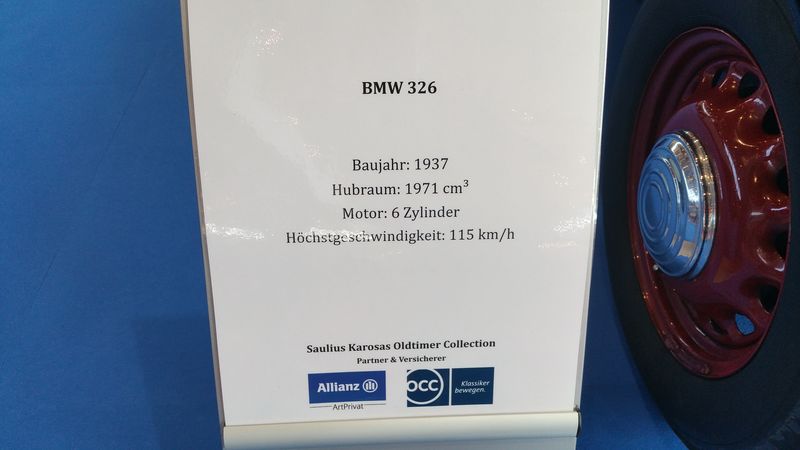 BMW 326
Baujahr: 1937
Hubraum: 1971 cm³
Motor: 6 Zylinder
Höchstgeschwindigkeit: 115 km/h
Saulius Karosas Oldtimer Collection
Partner & Versicherer
Allianz
ArtPrivat
OCC
Klassiker
bewegen.